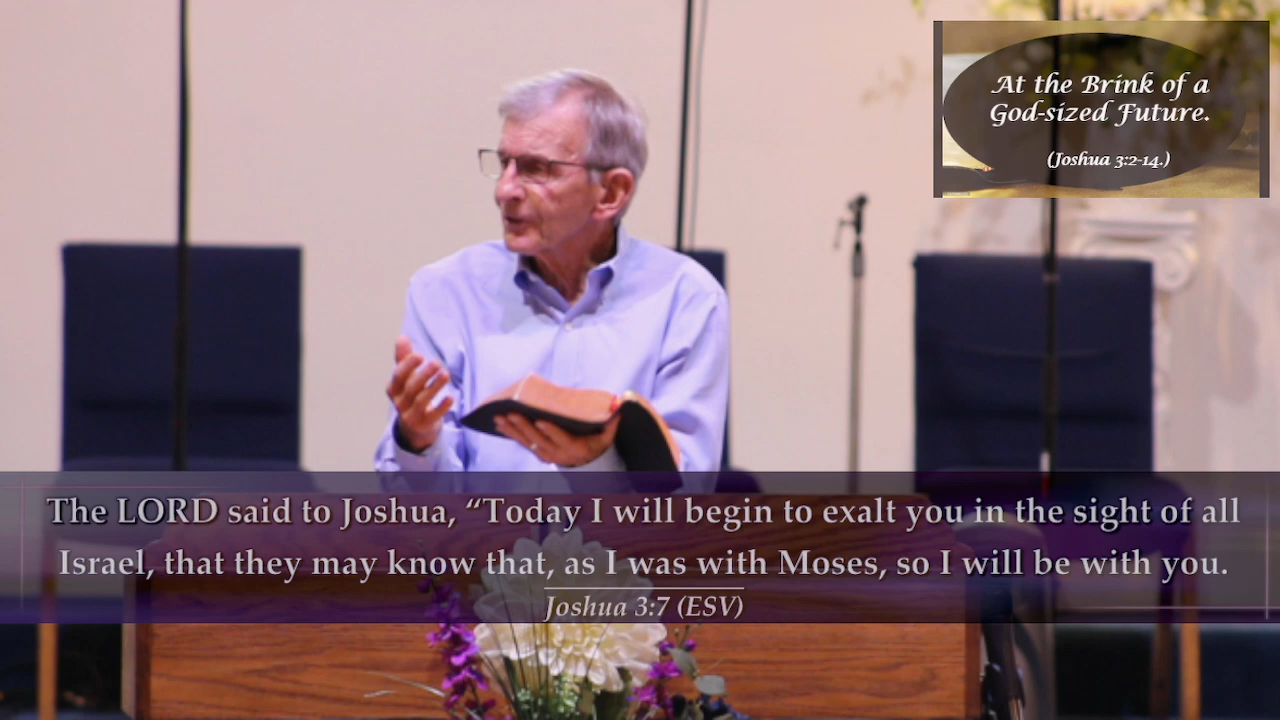 At the Brink of a
God-sized Future.
(Joshua 3:2-14.)
The LORD said to Joshua, “Today I will begin to exalt you in the sight of all
Israel, that they may know that, as I was with Moses, so I will be with you.
Joshua 3:7 (ESV)